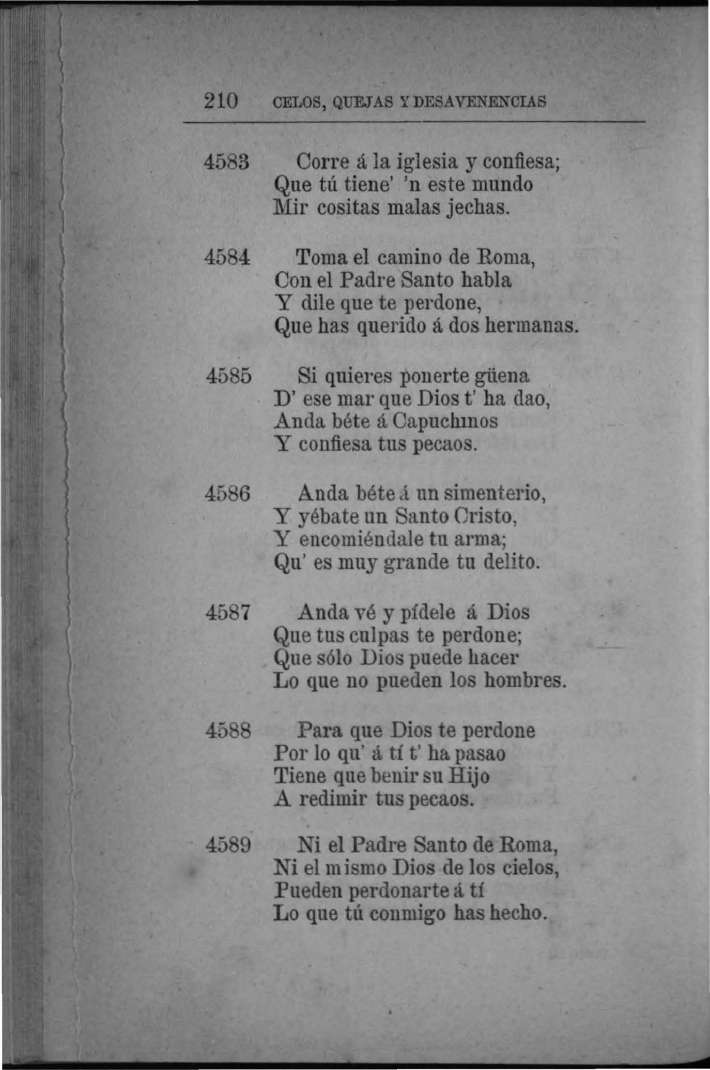 210 CELOS, QUEJAS Y DESAVENENCIAS
4583 Corre á la iglesia y confiesa;
Que tú tiene' 'n este mundo
Mir cositas malas jechas.
4584 Toma el camino de Roma,
Con el Padre Santo habla
Y dile que te perdone,
Que has querido á dos hermanas.
4585 Si quieres ponerte güena
D' ese mar que Dios t' ha dao,
Anda béte á Capuchinos
Y confiesa tus pecaos.
4586 Anda béte á un simenterio,
Y yébate un Santo Cristo,
Y encomiéndale tu arma;
Qu' es muy grande tu delito.
4587 Anda vé y pídele á Dios
Que tus culpas te perdone;
Que sólo Dios puede hacer
Lo que no pueden los hombres.
4588 Para que Dios te perdone
Por lo qu' á tí t' ha pasao
Tiene que benir su Hijo
A redimir tus pecaos.
4589 Ni el Padre Santo de Roma,
Ni el mismo Dios de los cielos,
Pueden perdonarte á tí
Lo que tú conmigo has hecho.